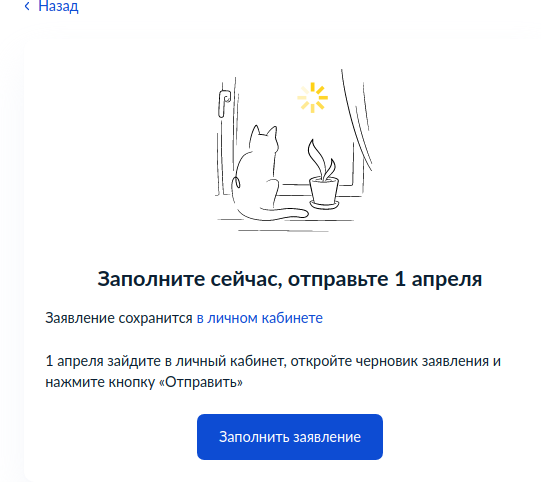 Назад
Заполните сейчас, отправьте 1 апреля
Заявление сохранится в личном кабинете
1 апреля зайдите в личный кабинет, откройте черновик заявления и
нажмите кнопку «Отправить»
Заполнить заявление